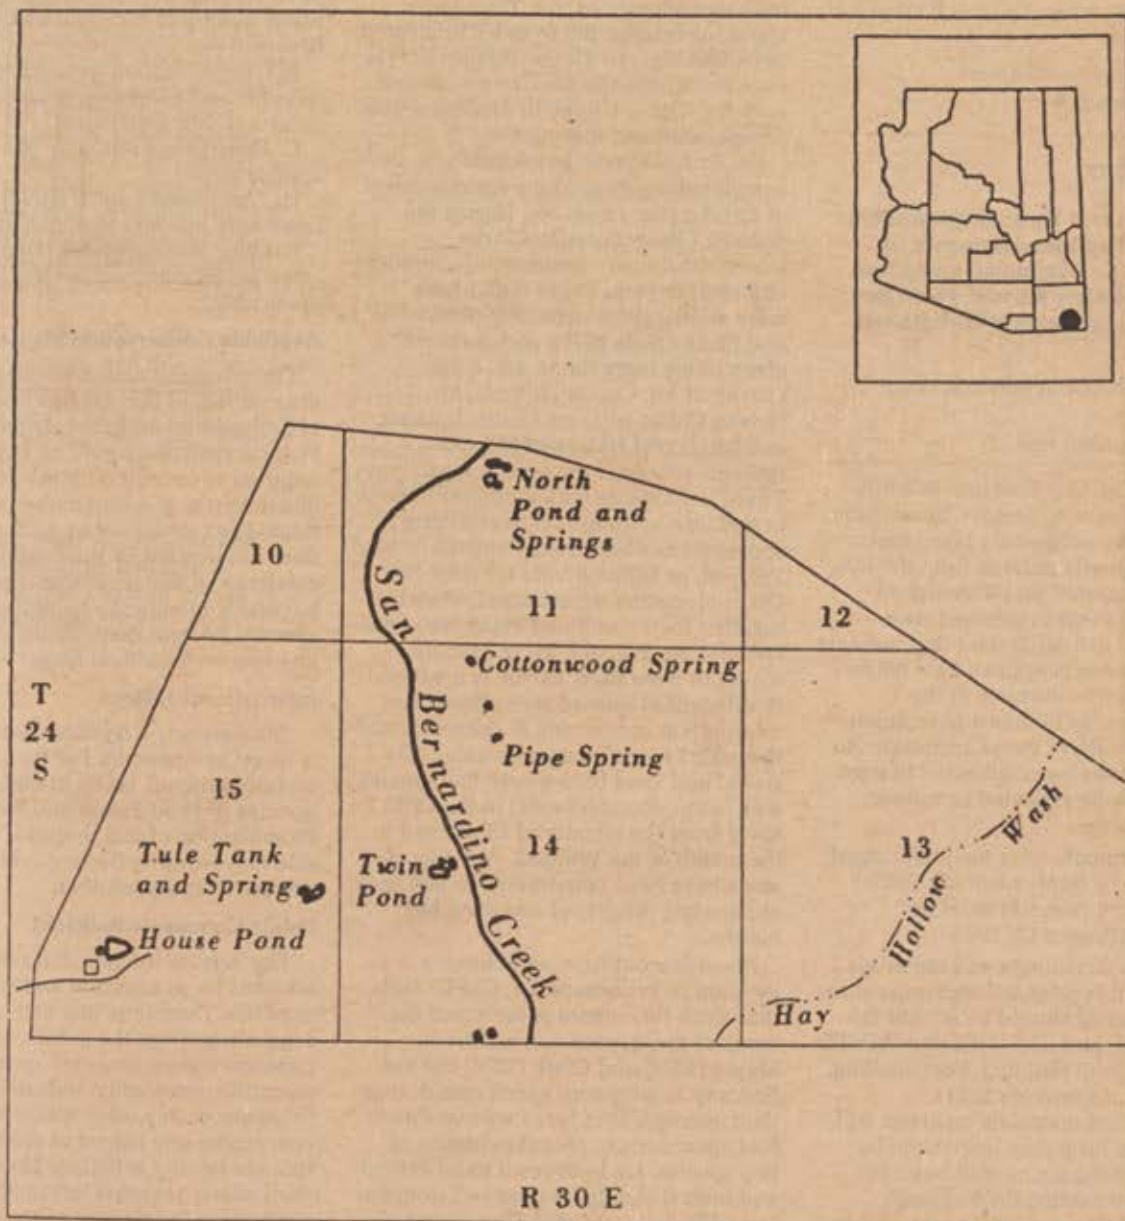 North
Pond and
Springs
10
San Bernardino Creek
11
12
Cottonwood Spring
T
24
S
Pipe Spring
15
14
13
Tule Tank
and Spring
Twin
Pond
House Pond
Hay Hollow Wash
R 30 E